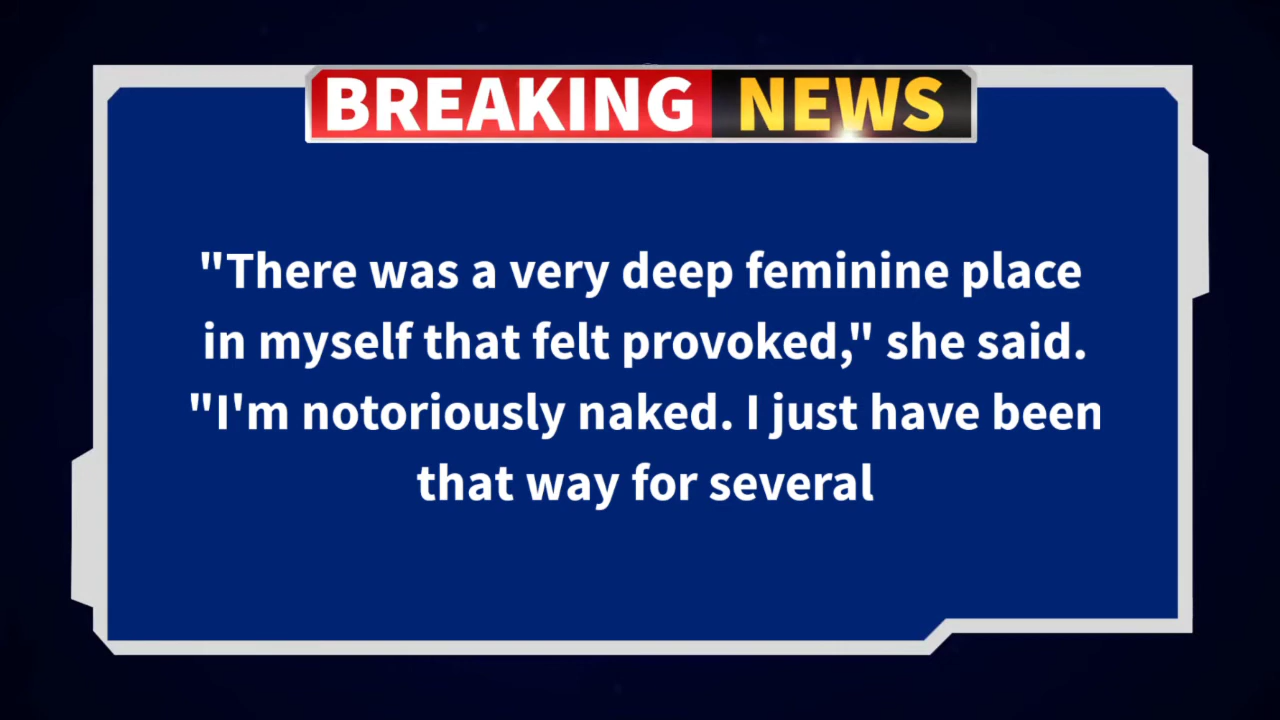 BREAKING NEWS
"There was a very deep feminine place
in myself that felt provoked," she said.
"I'm notoriously naked. I just have been
that way for several